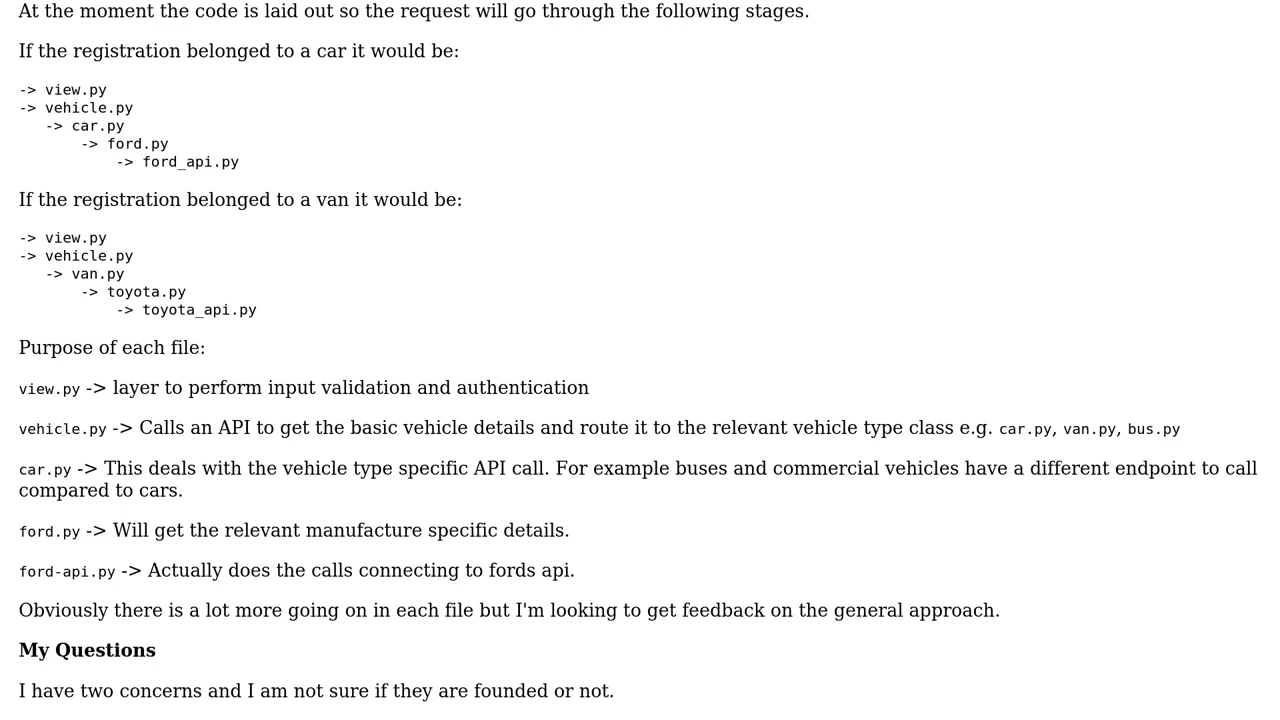 At the moment the code is laid out so the request will go through the following stages.
If the registration belonged to a car it would be:
-> view.py
-> vehicle.py
   -> car.py
       -> ford.py
           -> ford_api.py
If the registration belonged to a van it would be:
-> view.py
-> vehicle.py
   -> van.py
       -> toyota.py
           -> toyota_api.py
Purpose of each file:
view.py -> layer to perform input validation and authentication
vehicle.py -> Calls an API to get the basic vehicle details and route it to the relevant vehicle type class e.g. car.py, van.py, bus.py
car.py -> This deals with the vehicle type specific API call. For example buses and commercial vehicles have a different endpoint to call
compared to cars.
ford.py -> Will get the relevant manufacture specific details.
ford-api.py -> Actually does the calls connecting to fords api.
Obviously there is a lot more going on in each file but I'm looking to get feedback on the general approach.
My Questions
I have two concerns and I am not sure if they are founded or not.